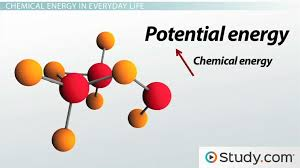 CHEMICAL ENERGY IN EVERYDAY LIFE
Potential energy
Chemical energy
Study.com